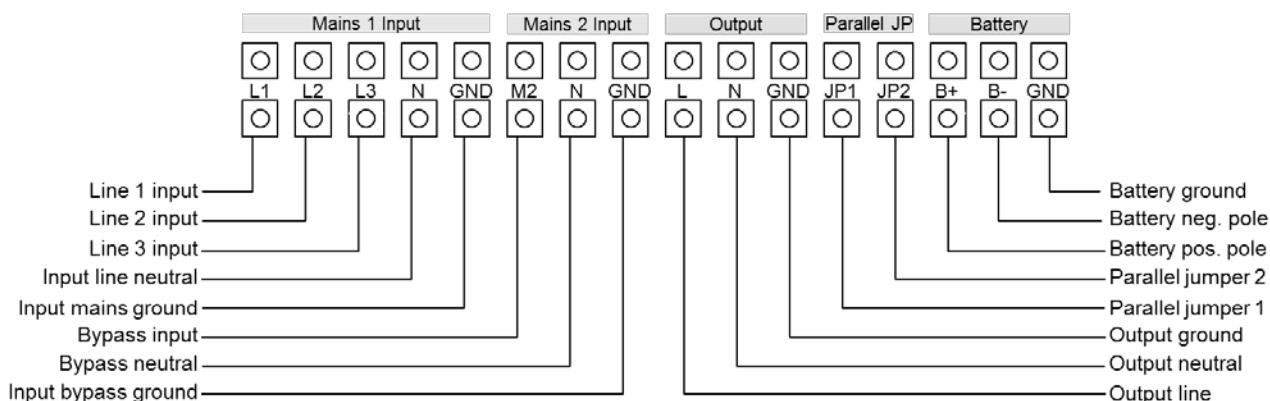 Mains 1 Input Mains 2 Input Output Parallel JP Battery
L1 L2 L3 N GND M2 N GND L N GND JP1 JP2 B+ B- GND
Line 1 input
Line 2 input
Line 3 input
Input line neutral
Input mains ground
Bypass input
Bypass neutral
Input bypass ground
Battery ground
Battery neg. pole
Battery pos. pole
Parallel jumper 2
Parallel jumper 1
Output ground
Output neutral
Output line